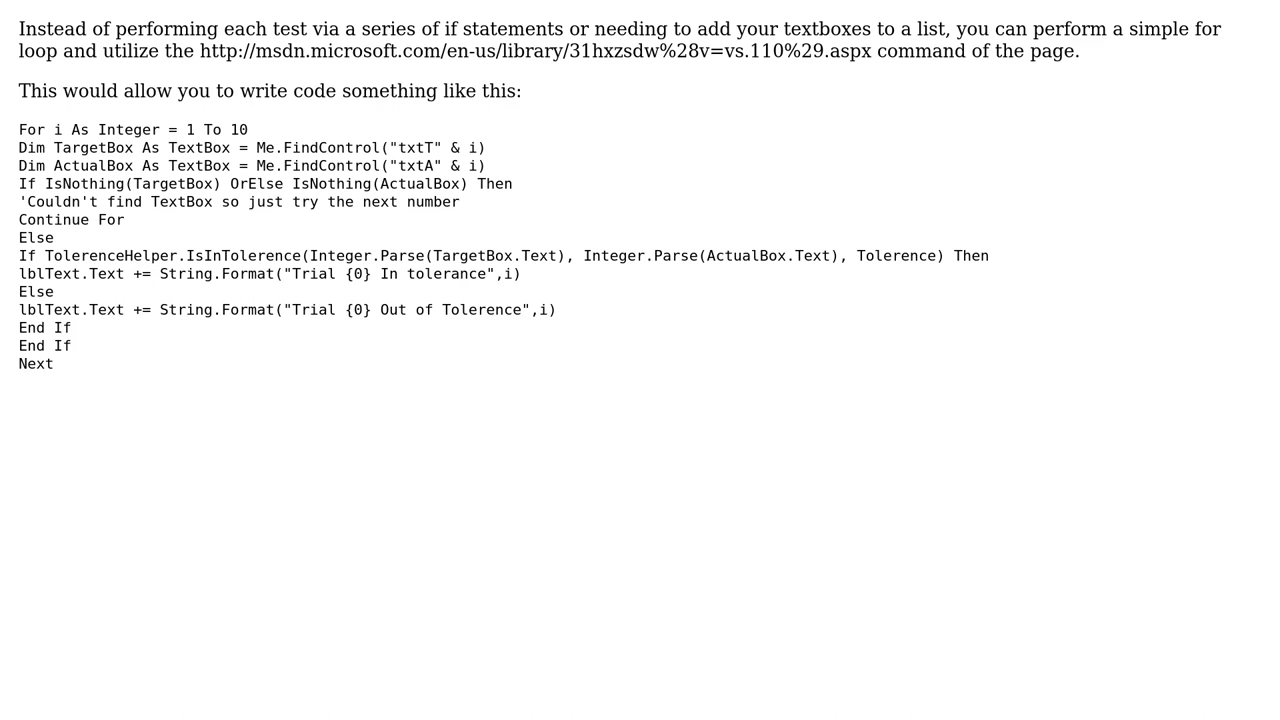 Instead of performing each test via a series of if statements or needing to add your textboxes to a list, you can perform a simple for
loop and utilize the http://msdn.microsoft.com/en-us/library/31hxzsdw%28v=vs.110%29.aspx command of the page.
This would allow you to write code something like this:
For i As Integer = 1 To 10
Dim TargetBox As TextBox = Me.FindControl("txtT" & i)
Dim ActualBox As TextBox = Me.FindControl("txtA" & i)
If IsNothing(TargetBox) OrElse IsNothing(ActualBox) Then
'Couldn't find TextBox so just try the next number
Continue For
Else
If TolerenceHelper.IsInTolerence(Integer.Parse(TargetBox.Text), Integer.Parse(ActualBox.Text), Tolerence) Then
lblText.Text += String.Format("Trial {0} In tolerance",i)
Else
lblText.Text += String.Format("Trial {0} Out of Tolerence",i)
End If
End If
Next